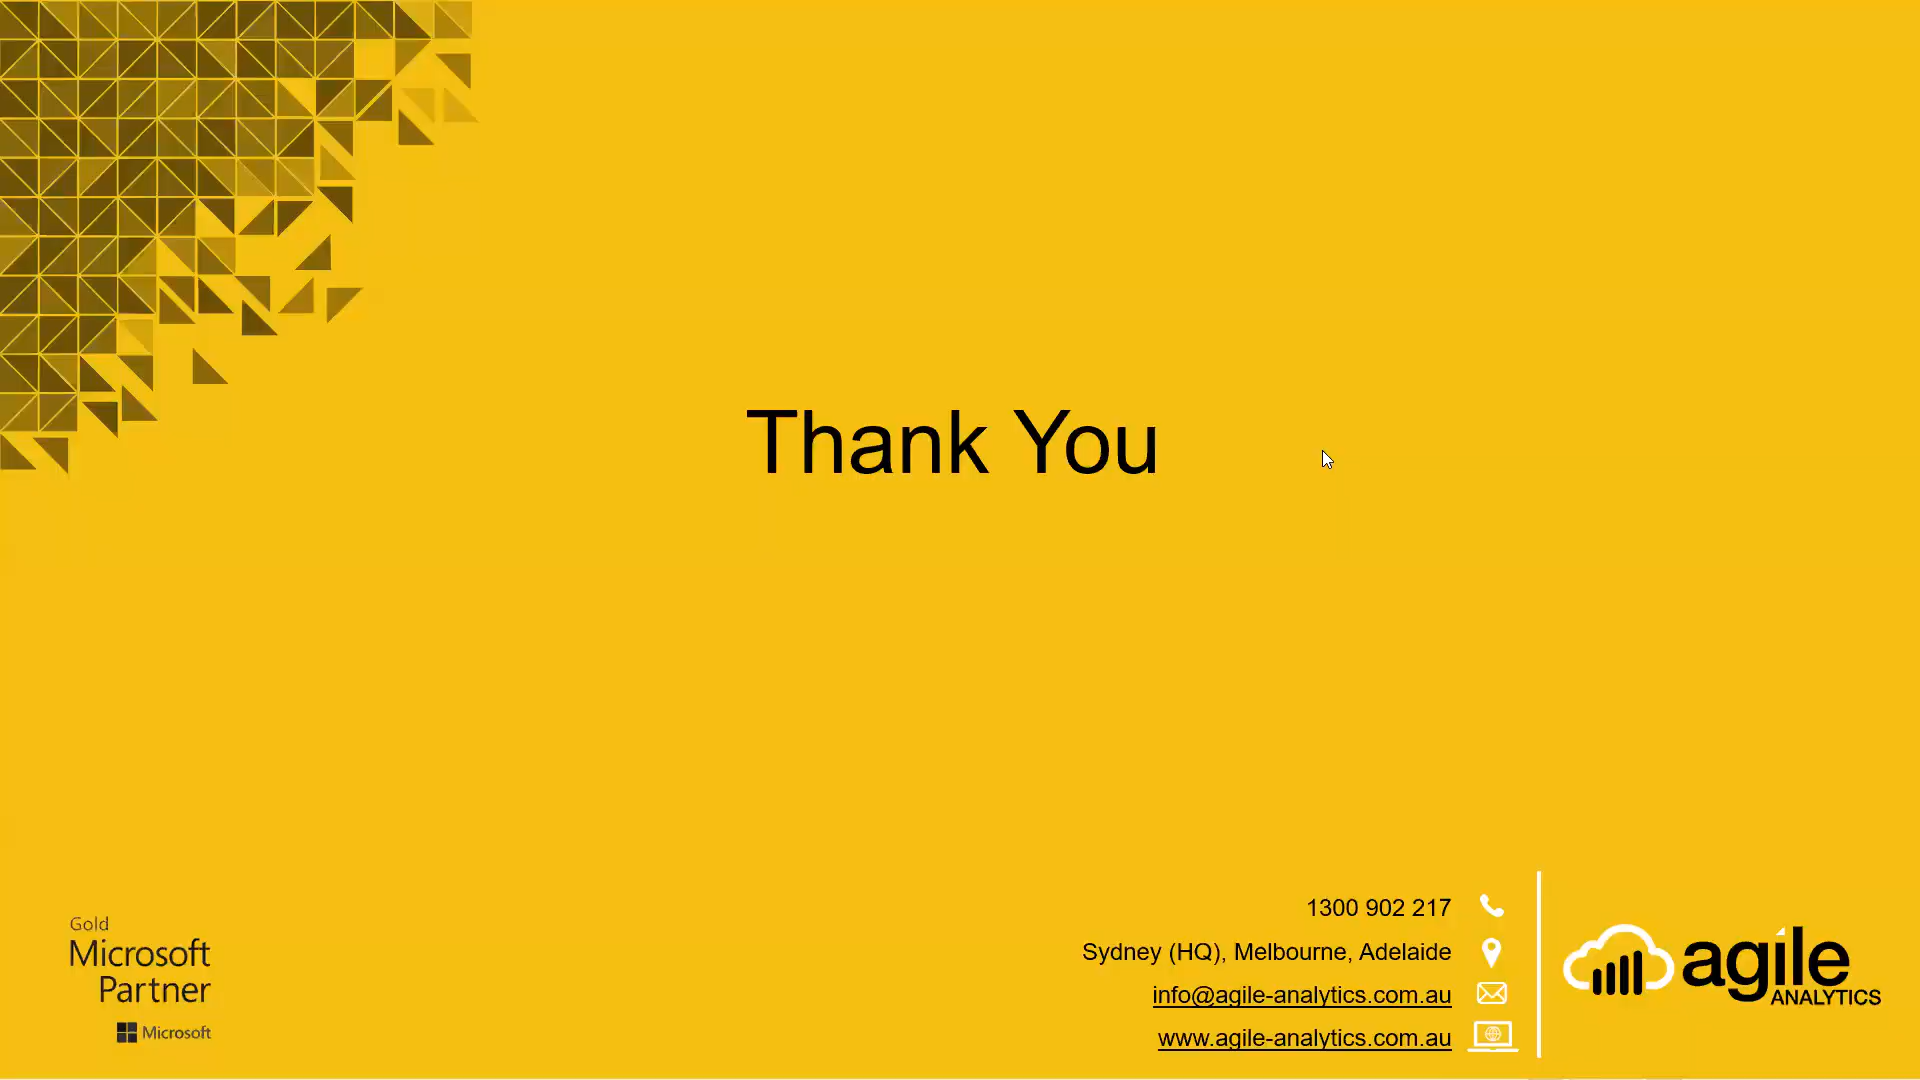 Thank You
Gold
Microsoft
Partner
Microsoft
1300 902 217
Sydney (HQ), Melbourne, Adelaide
info@agile-analytics.com.au
www.agile-analytics.com.au
agile
ANALYTICS